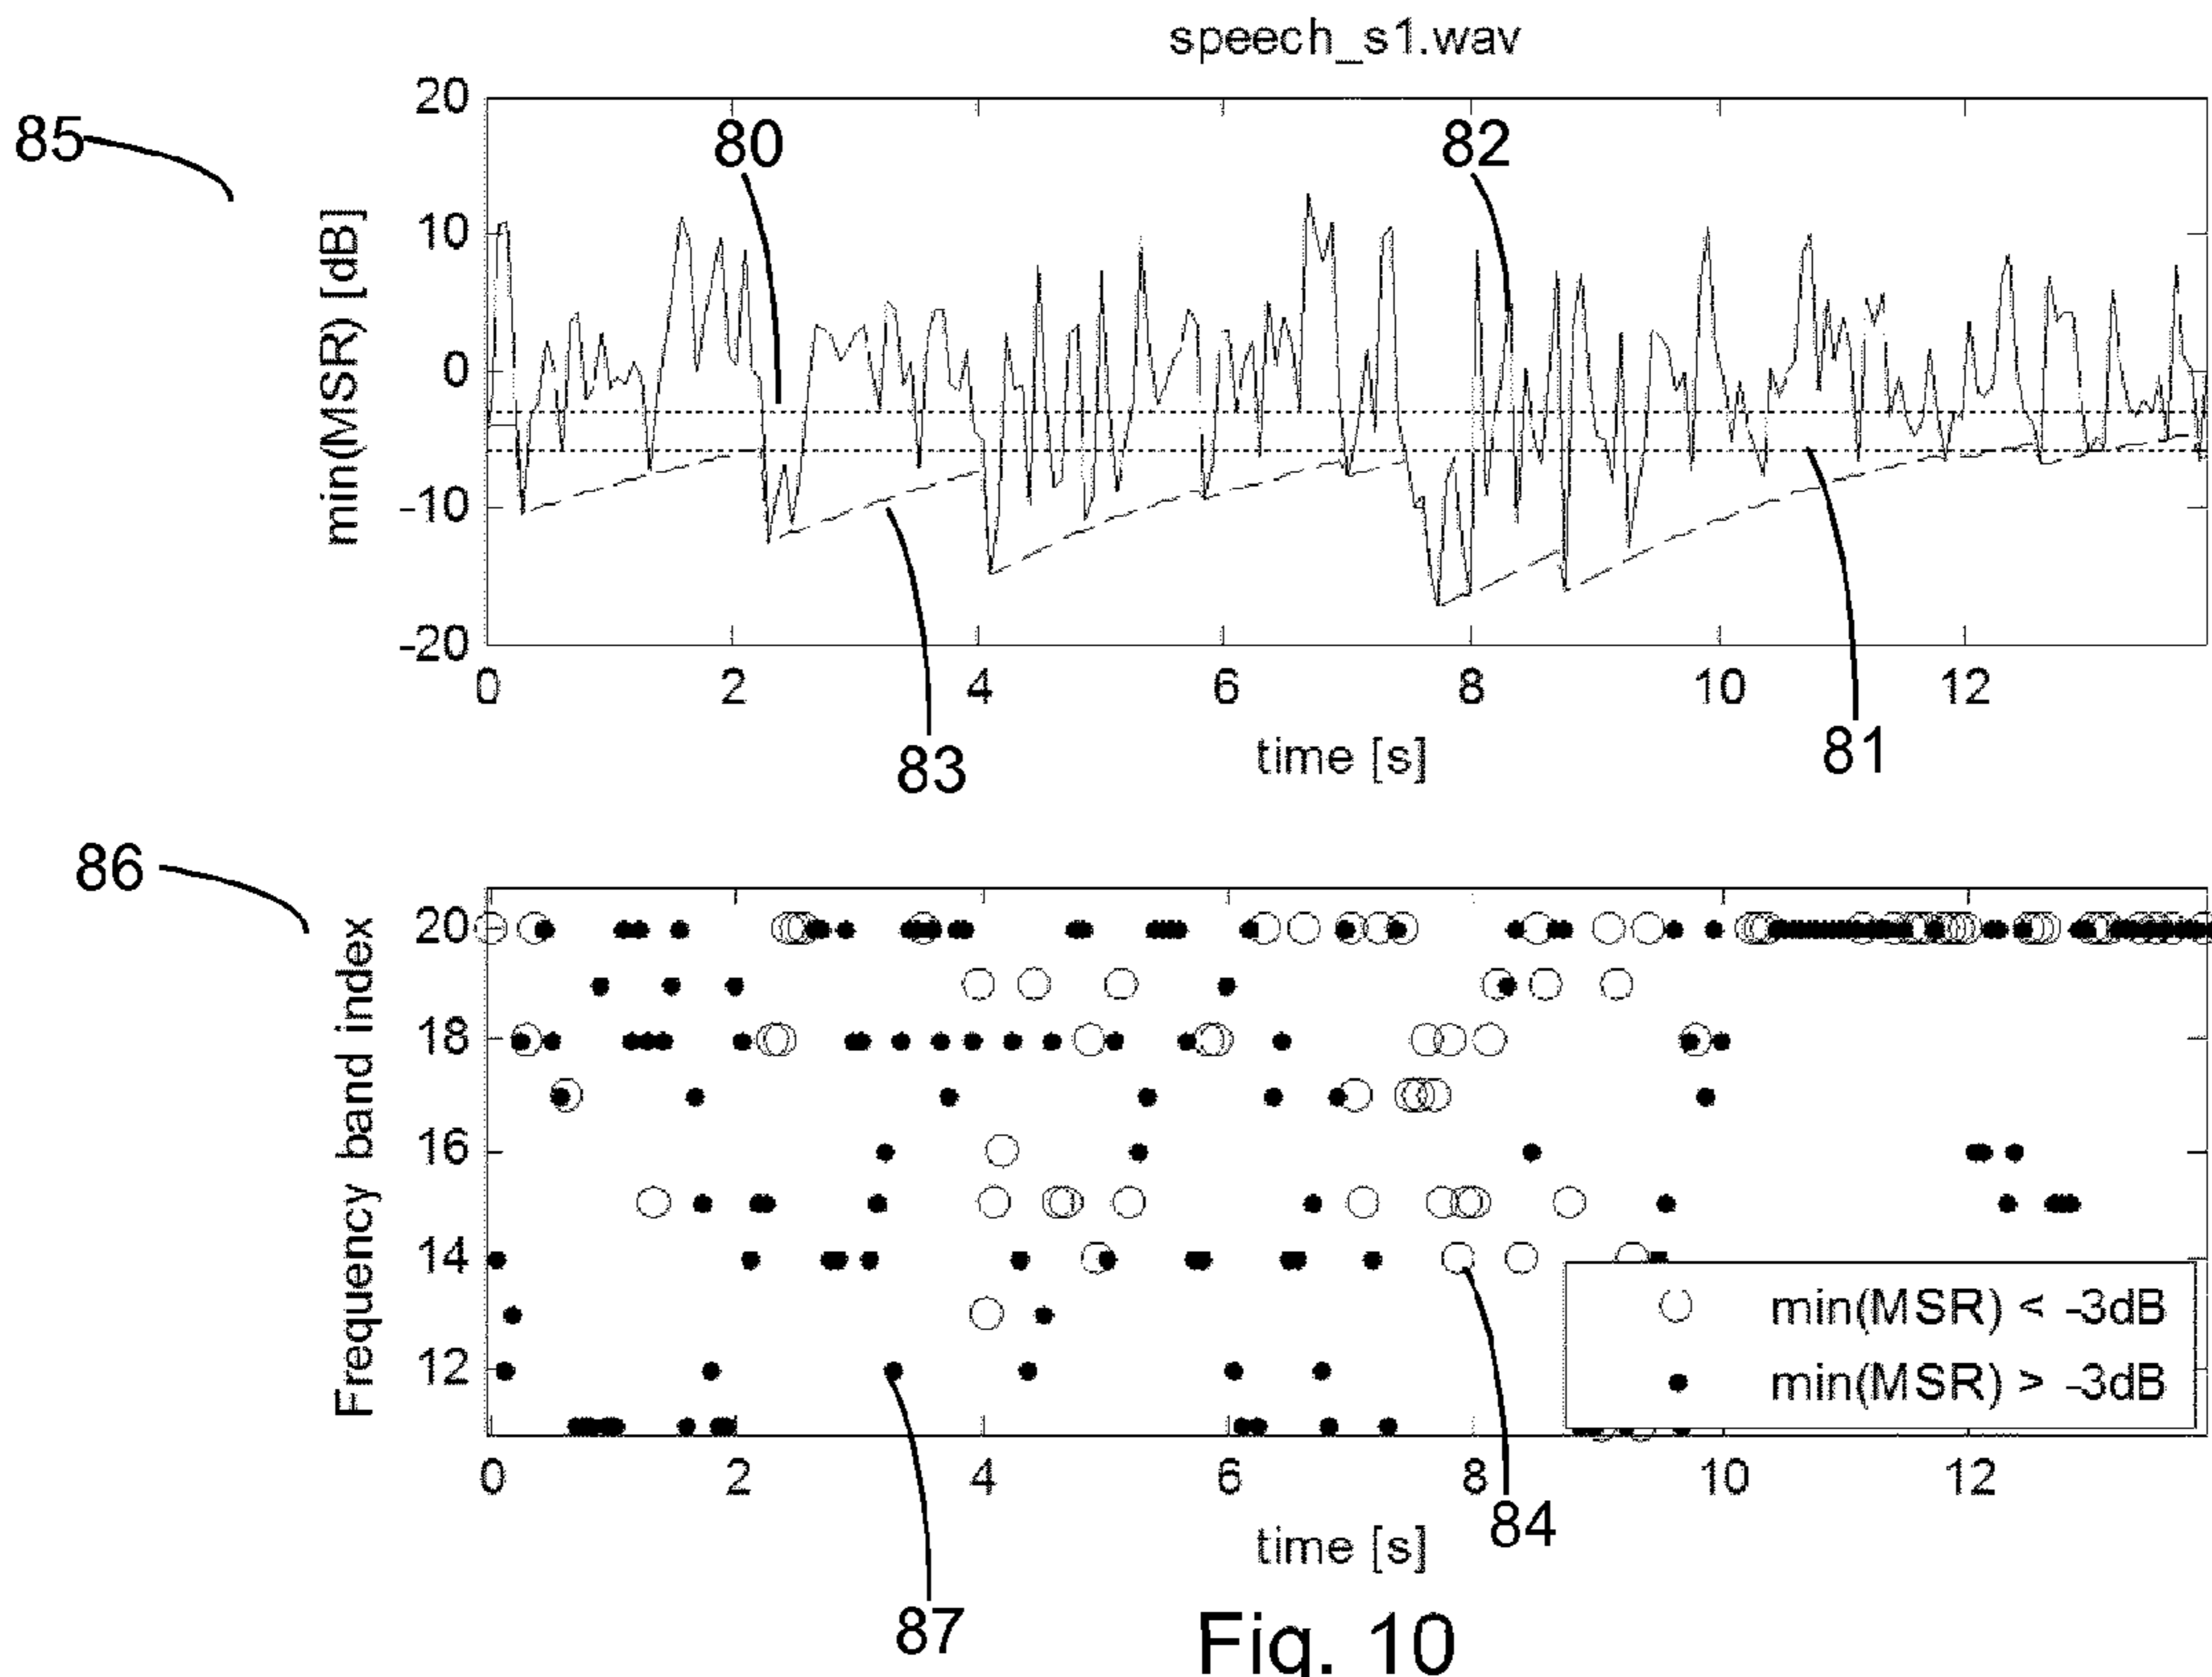 speech_s1.wav
85
80
82
min(MSR) [dB]
20
10
0
-10
-20
0 2 4 6 8 10 12
time [s]
83
81
86
Frequency band index
20
18
16
14
12
min(MSR) < -3dB
min(MSR) > -3dB
0 2 4 6 8 10 12
time [s]
84
87
Fig. 10